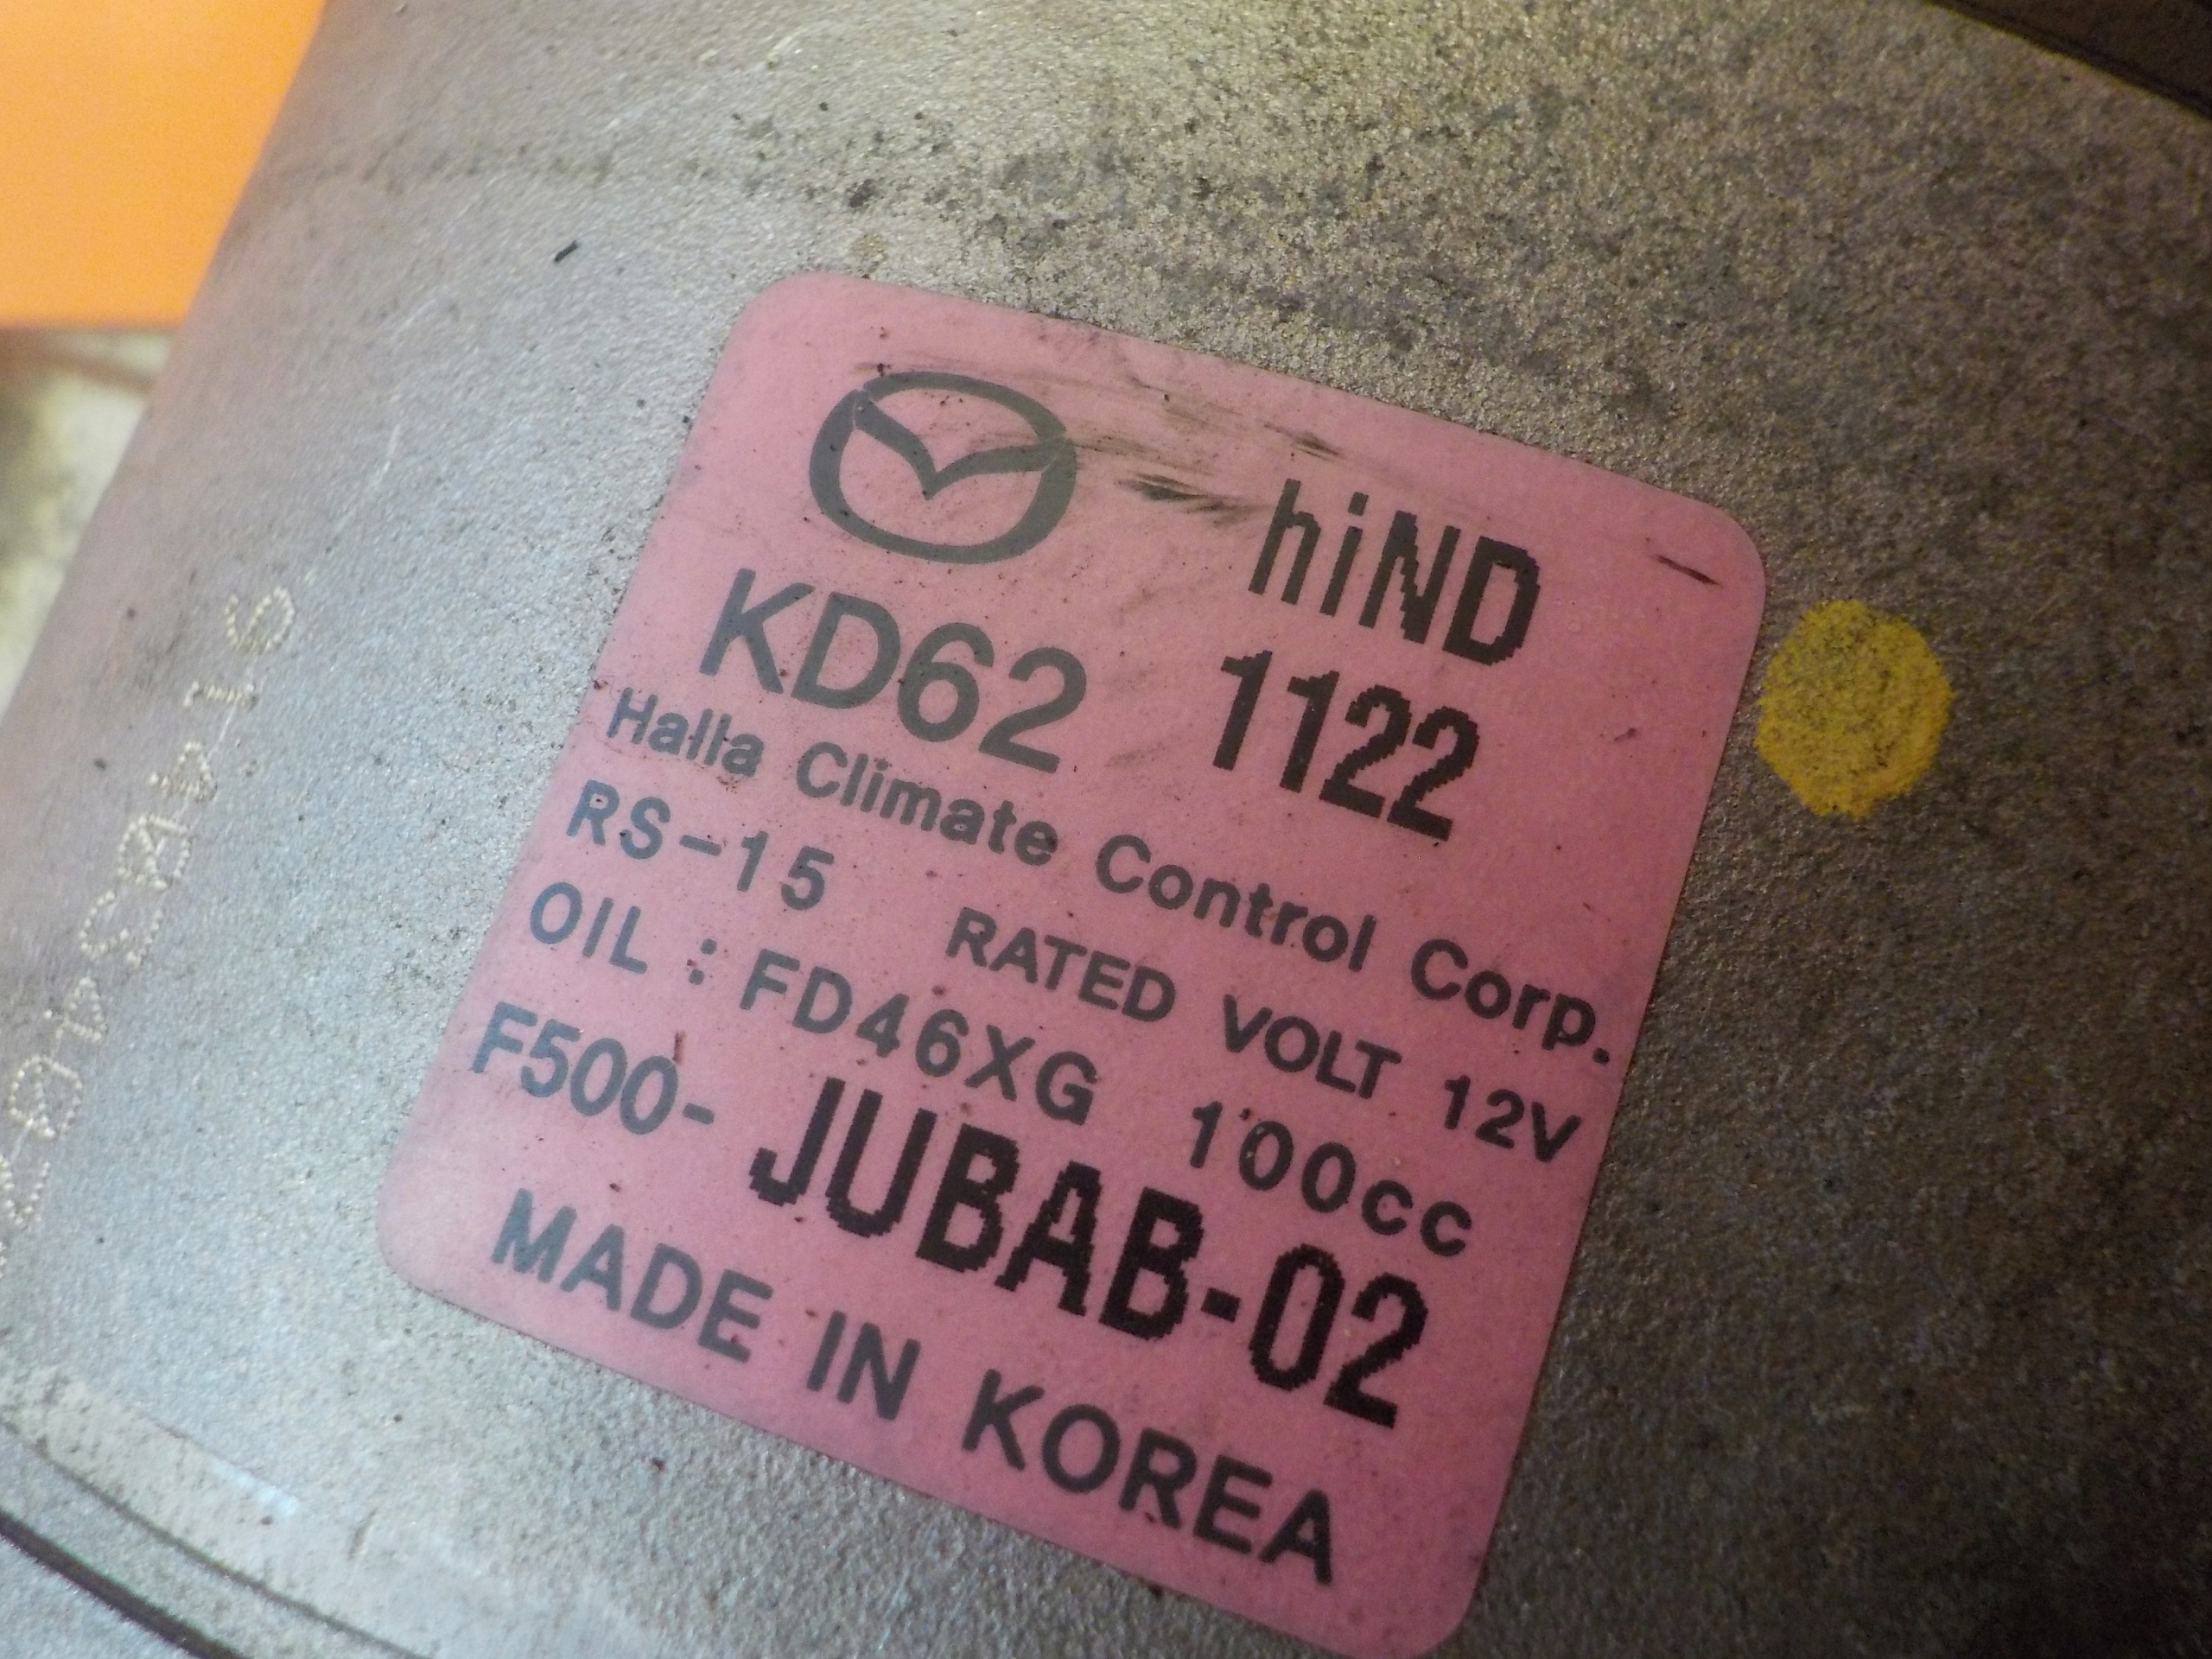 hiND
KD62 1122
Halla Climate Control Corp.
RS-15 RATED VOLT 12V
OIL : FD46XG 100cc
F500- JUBAB-02
MADE IN KOREA